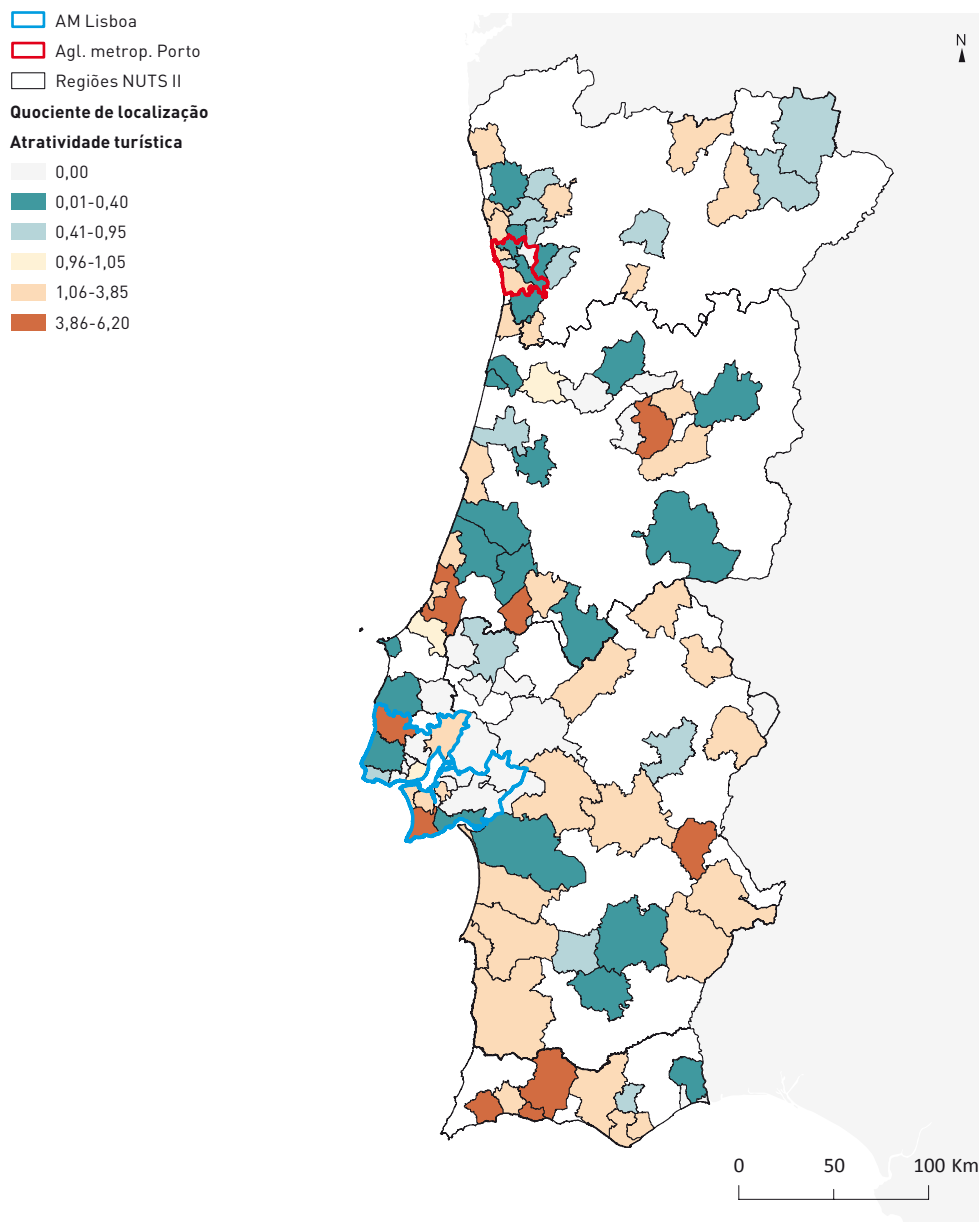 AM Lisboa
Agl. metrop. Porto
Regiões NUTS II
Quociente de localização
Atratividade turística
0,00
0,01-0,40
0,41-0,95
0,96-1,05
1,06-3,85
3,86-6,20
N
0 50 100 Km